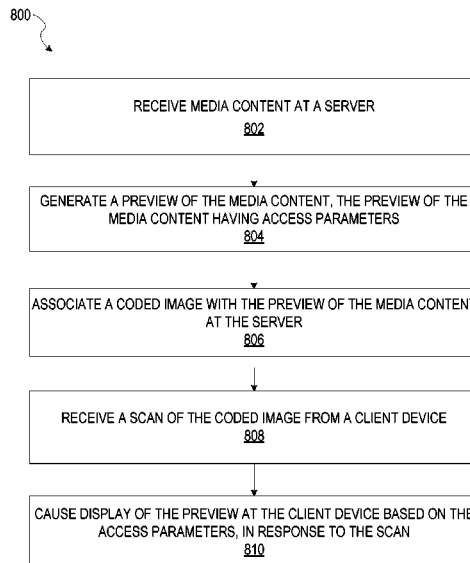 800
RECEIVE MEDIA CONTENT AT A SERVER
802
GENERATE A PREVIEW OF THE MEDIA CONTENT, THE PREVIEW OF THE
MEDIA CONTENT HAVING ACCESS PARAMETERS
804
ASSOCIATE A CODED IMAGE WITH THE PREVIEW OF THE MEDIA CONTENT
AT THE SERVER
806
RECEIVE A SCAN OF THE CODED IMAGE FROM A CLIENT DEVICE
808
CAUSE DISPLAY OF THE PREVIEW AT THE CLIENT DEVICE BASED ON THE
ACCESS PARAMETERS, IN RESPONSE TO THE SCAN
810